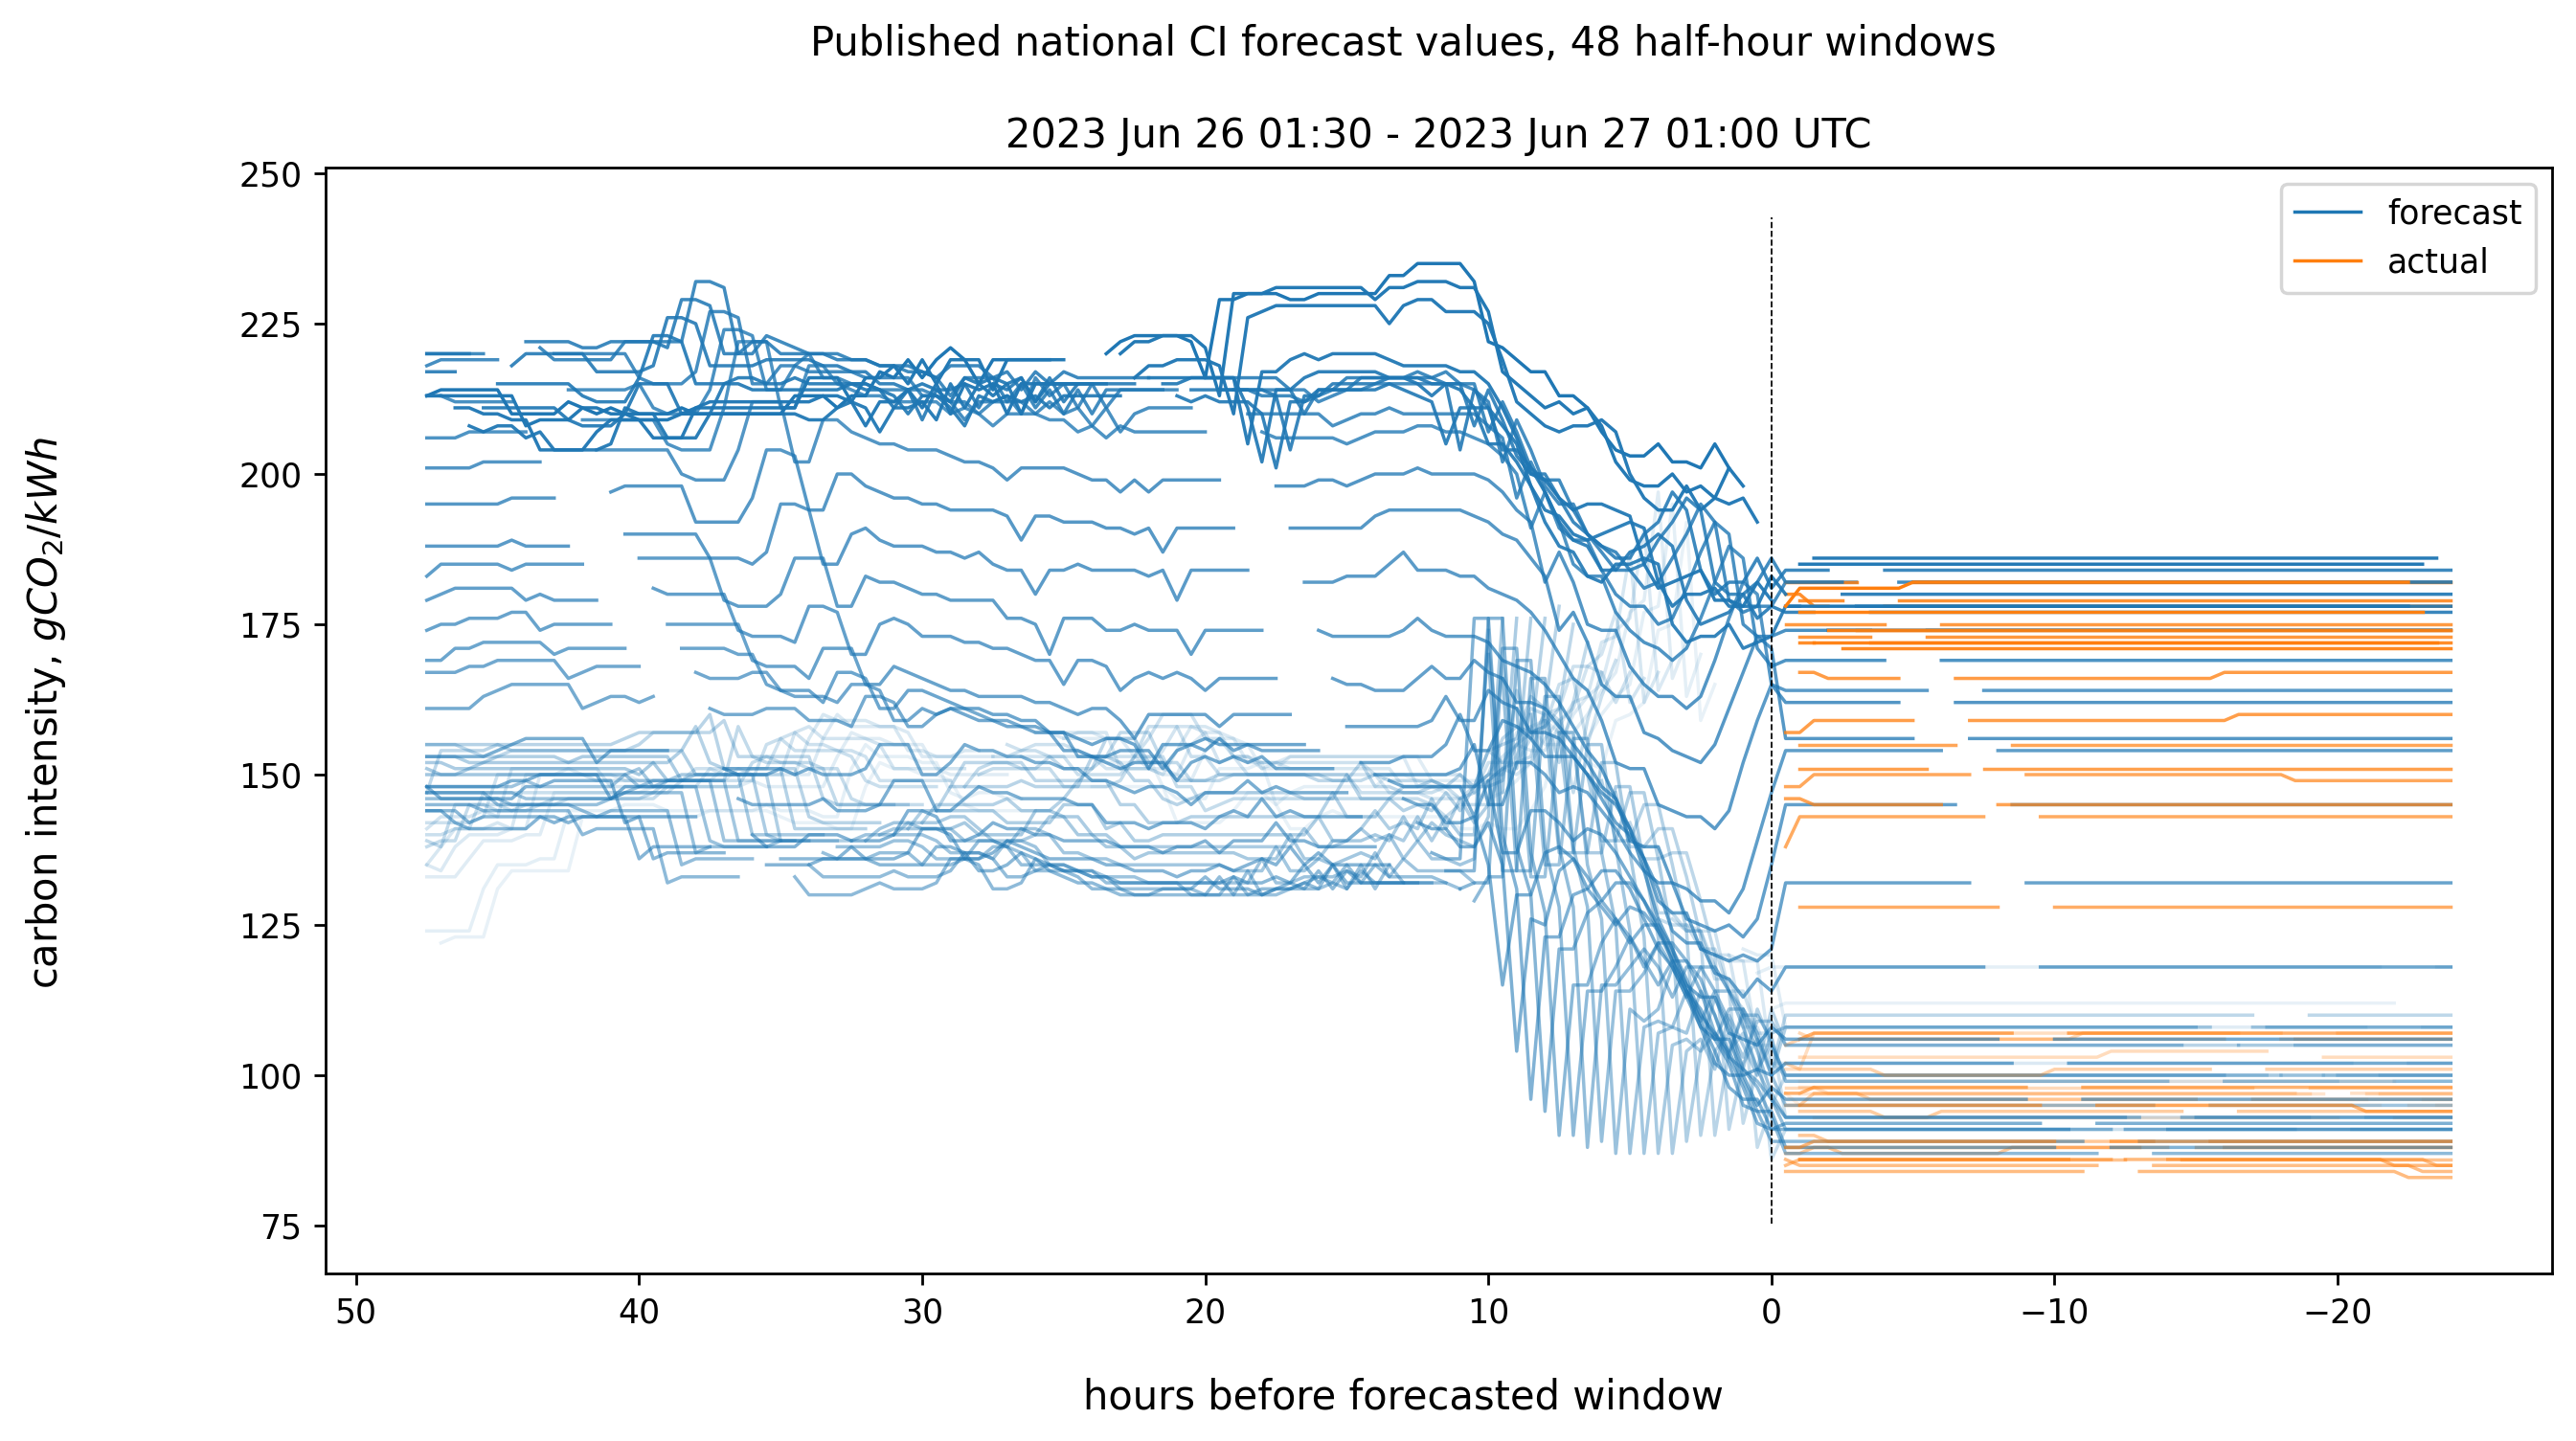 Published national CI forecast values, 48 half-hour windows
2023 Jun 26 01:30 - 2023 Jun 27 01:00 UTC
250
225
200
175
150
125
100
75
carbon intensity, gCO₂/kWh
forecast
actual
50
40
30
20
10
0
−10
−20
hours before forecasted window